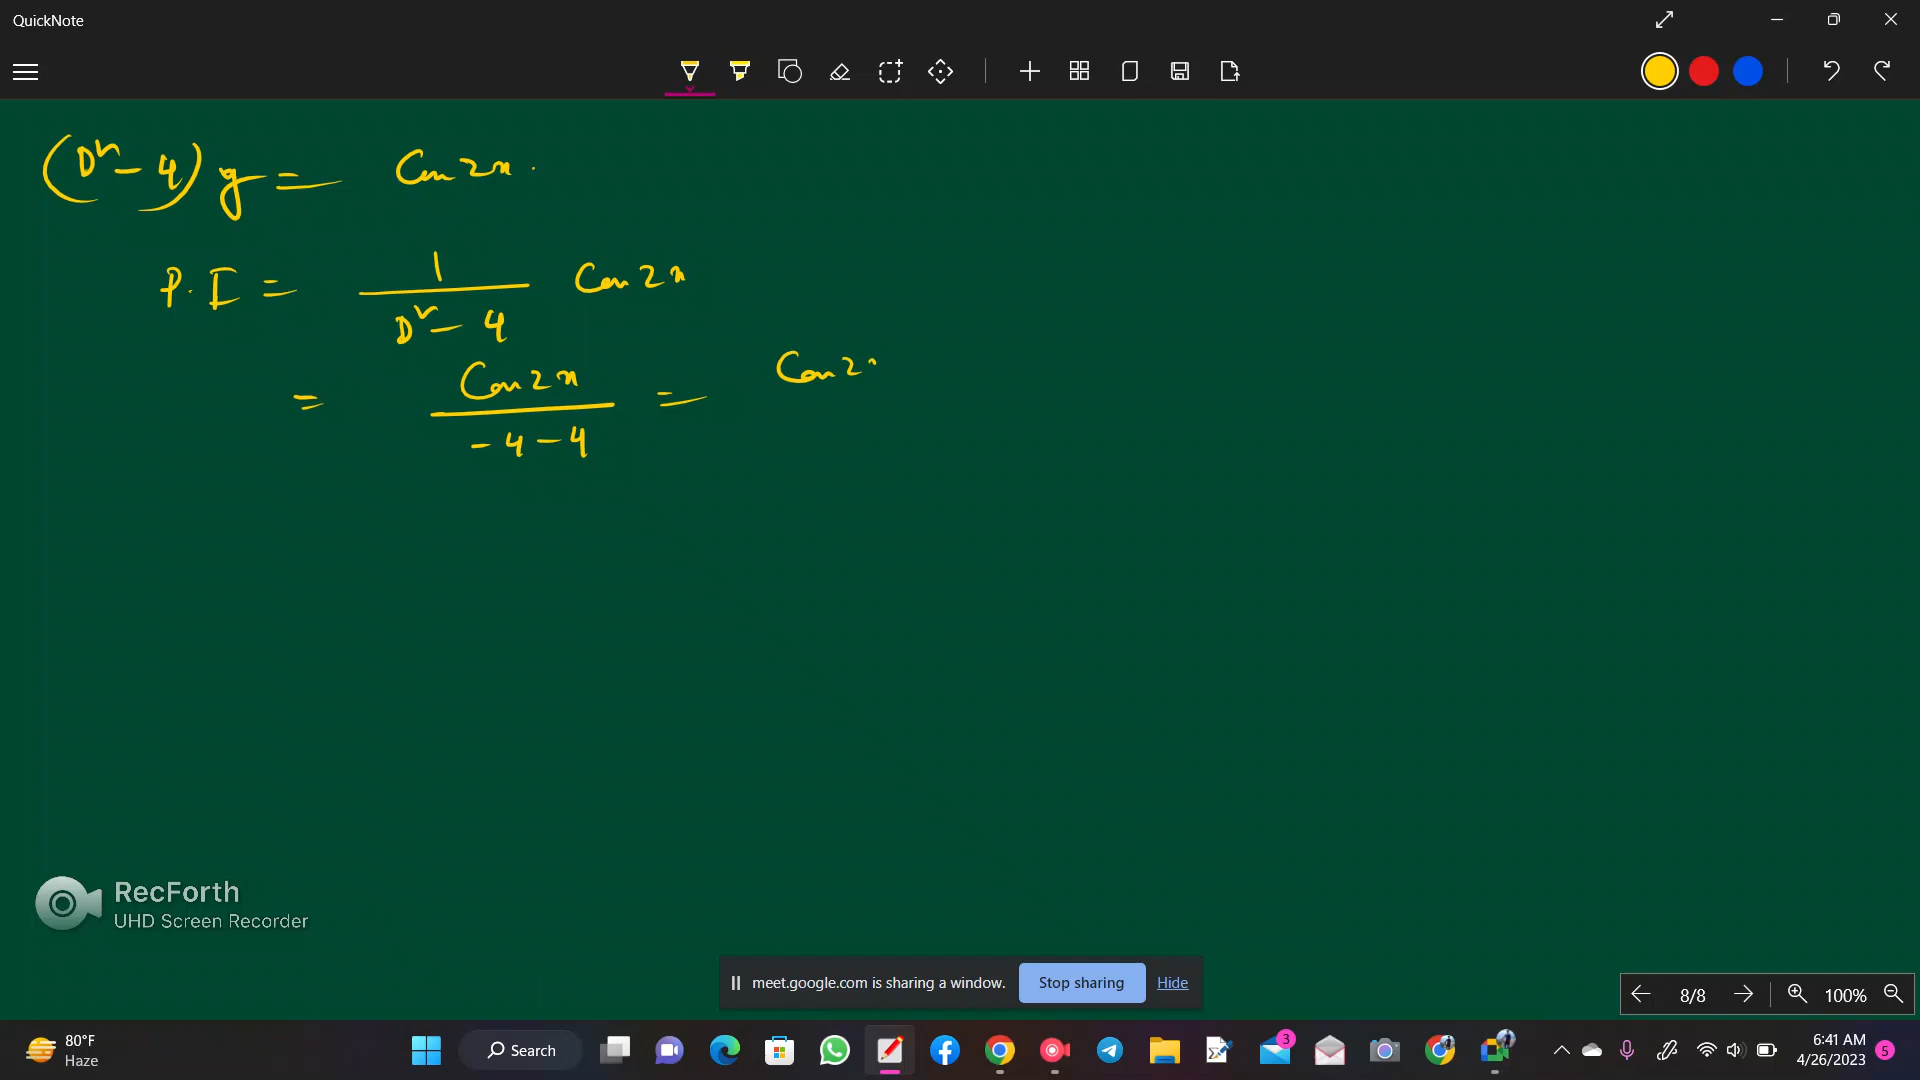 QuickNote
(D² - 4) y = Cos 2x.
P.I = 1 / (D² - 4) Cos 2x
= Cos 2x / (-4 - 4) = Cos 2
RecForth
UHD Screen Recorder
meet.google.com is sharing a window. Stop sharing Hide
8/8 100%
80°F
Haze
Search
3
6:41 AM
4/26/2023
5